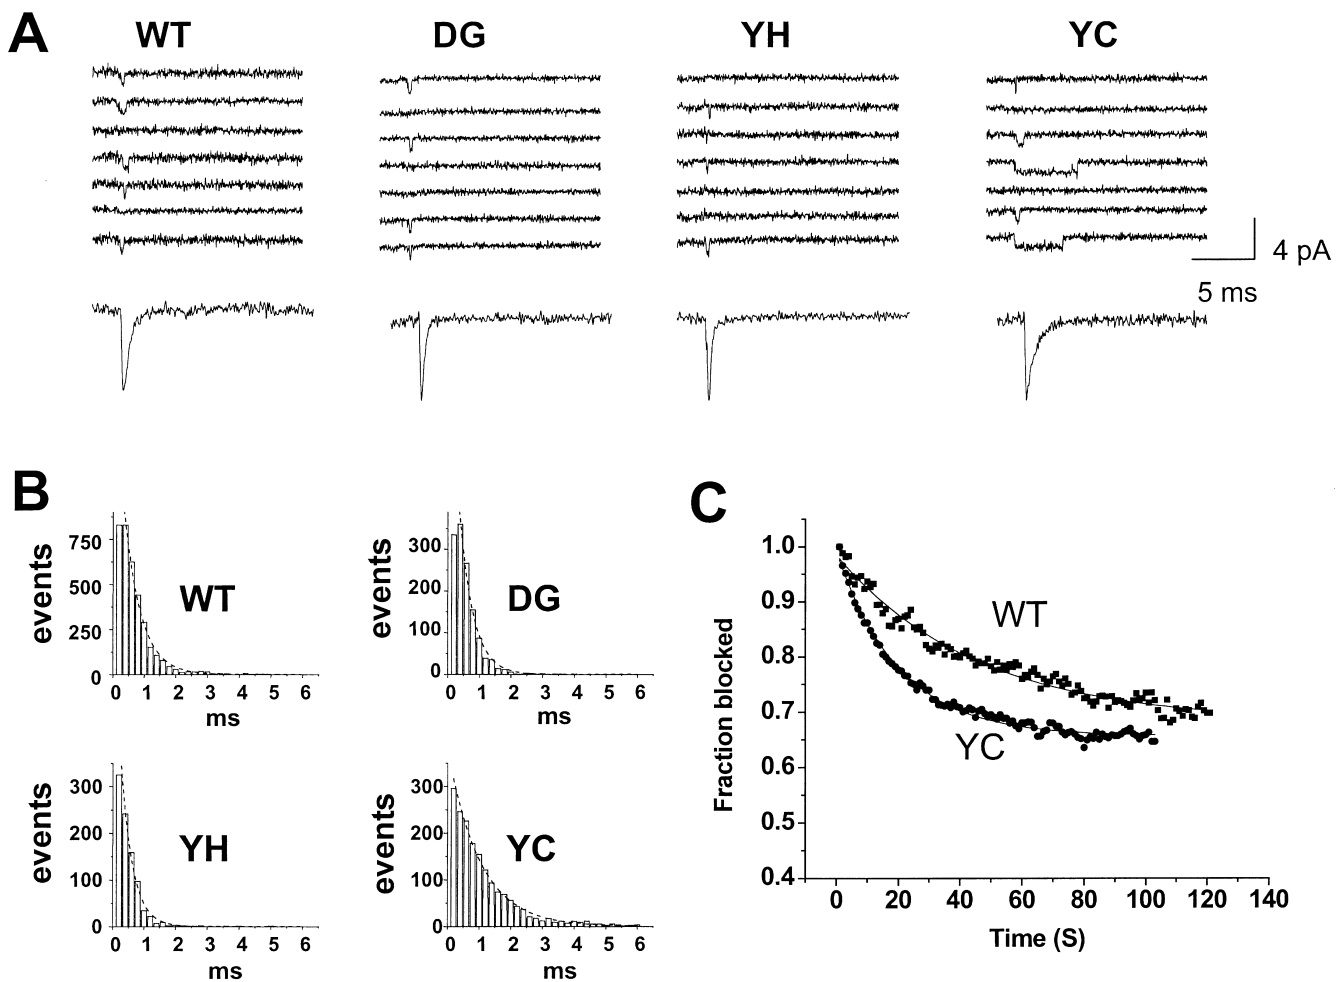 A
WT DG YH YC
4 pA
5 ms
B
events
750
500
250
0
WT
0 1 2 3 4 5 6
ms
events
300
200
100
0
DG
0 1 2 3 4 5 6
ms
events
300
200
100
0
YH
0 1 2 3 4 5 6
ms
events
300
200
100
0
YC
0 1 2 3 4 5 6
ms
C
Fraction blocked
1.0
0.9
0.8
0.7
0.6
0.5
0.4
WT
YC
0 20 40 60 80 100 120 140
Time (S)